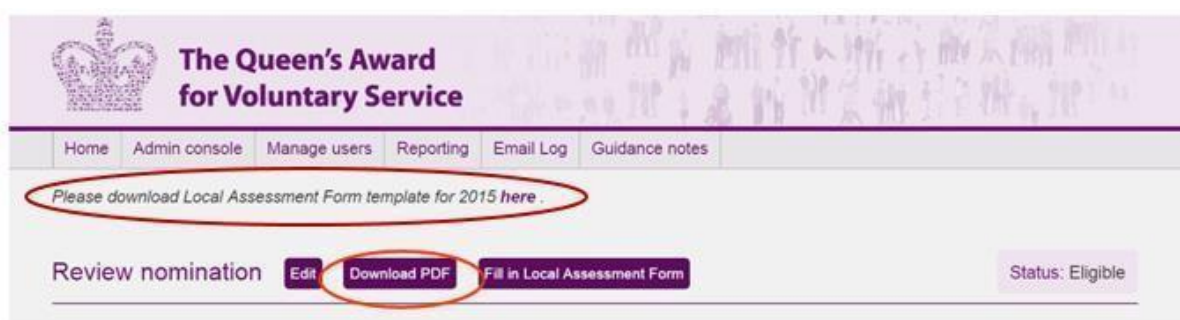 The Queen's Award
for Voluntary Service
Home Admin console Manage users Reporting Email Log Guidance notes
Please download Local Assessment Form template for 2015 here .
Review nomination Edit Download PDF Fill in Local Assessment Form Status: Eligible